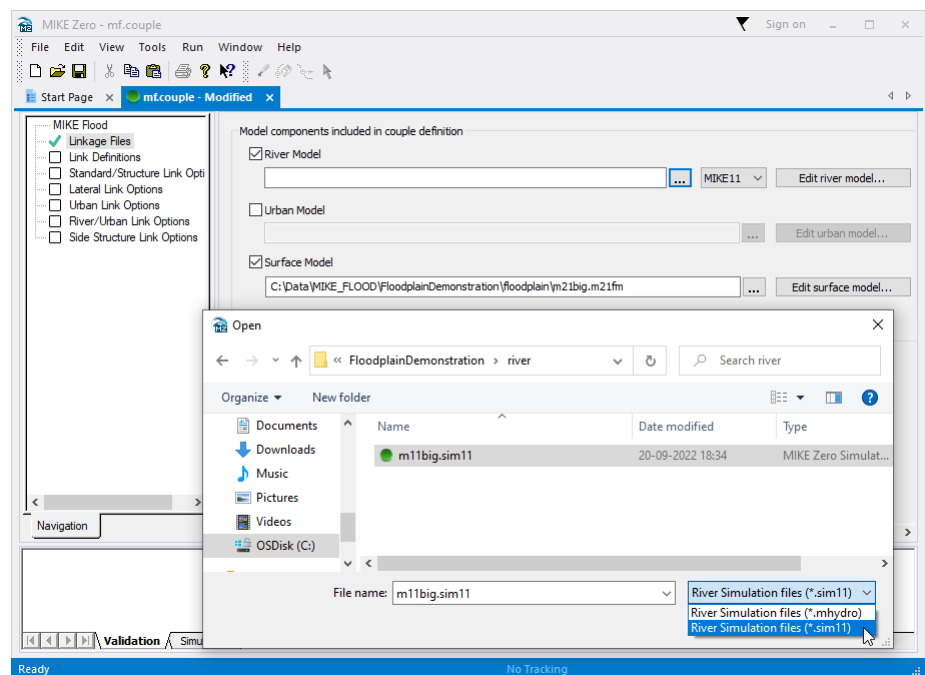 MIKE Zero - mf.couple
Sign on
File Edit View Tools Run Window Help
Start Page
mf.couple - Modified
MIKE Flood
Linkage Files
Link Definitions
Standard/Structure Link Opti
Lateral Link Options
Urban Link Options
River/Urban Link Options
Side Structure Link Options
Model components included in couple definition
River Model
... MIKE11 Edit river model...
Urban Model
... Edit urban model...
Surface Model
C:\Data\MIKE_FLOOD\FloodplainDemonstration\floodplain\m21big.m21fm ... Edit surface model...
Open
« FloodplainDemonstration › river
Search river
Organize New folder
Documents
Downloads
Music
Pictures
Videos
OSDisk (C:)
Name Date modified Type
m11big.sim11 20-09-2022 18:34 MIKE Zero Simulat...
File name: m11big.sim11 River Simulation files (*.sim11)
River Simulation files (*.mhydro)
River Simulation files (*.sim11)
Navigation
Validation Simu
Ready No Tracking